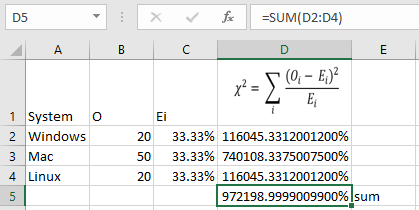 D5 fx =SUM(D2:D4)
A B C D E
χ² = ∑ᵢ (Oᵢ − Eᵢ)² / Eᵢ
1 System O Ei
2 Windows 20 33.33% 116045.3312001200%
3 Mac 50 33.33% 740108.3375007500%
4 Linux 20 33.33% 116045.3312001200%
5 972198.9999009900% sum